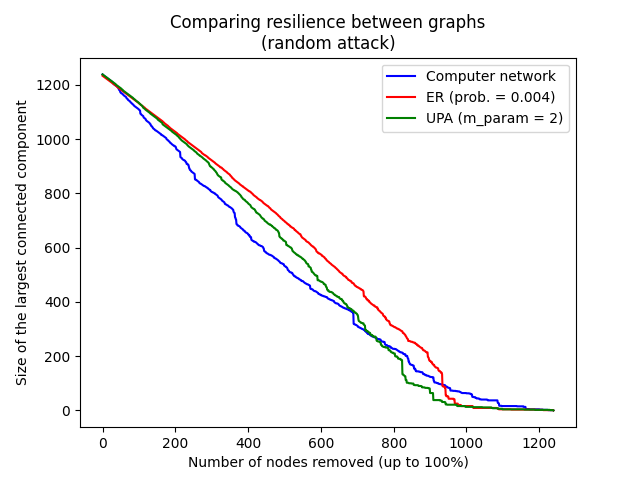 Comparing resilience between graphs
(random attack)
Size of the largest connected component
1200
1000
800
600
400
200
0
Computer network
ER (prob. = 0.004)
UPA (m_param = 2)
0 200 400 600 800 1000 1200
Number of nodes removed (up to 100%)